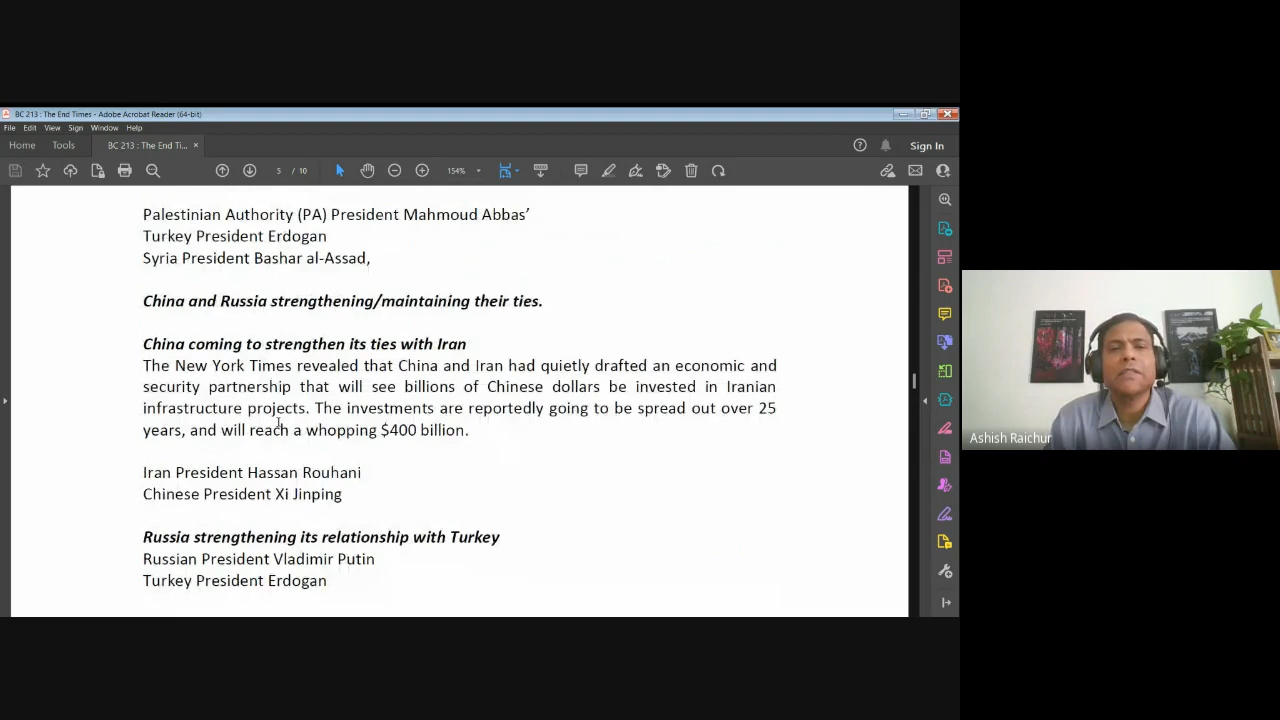 BC 213 : The End Times - Adobe Acrobat Reader (64-bit)
File Edit View Sign Window Help
Home Tools BC 213 : The End Ti... × Sign In
5 / 10 154%
Palestinian Authority (PA) President Mahmoud Abbas’
Turkey President Erdogan
Syria President Bashar al-Assad,
China and Russia strengthening/maintaining their ties.
China coming to strengthen its ties with Iran
The New York Times revealed that China and Iran had quietly drafted an economic and
security partnership that will see billions of Chinese dollars be invested in Iranian
infrastructure projects. The investments are reportedly going to be spread out over 25
years, and will reach a whopping $400 billion.
Iran President Hassan Rouhani
Chinese President Xi Jinping
Russia strengthening its relationship with Turkey
Russian President Vladimir Putin
Turkey President Erdogan
Ashish Raichur